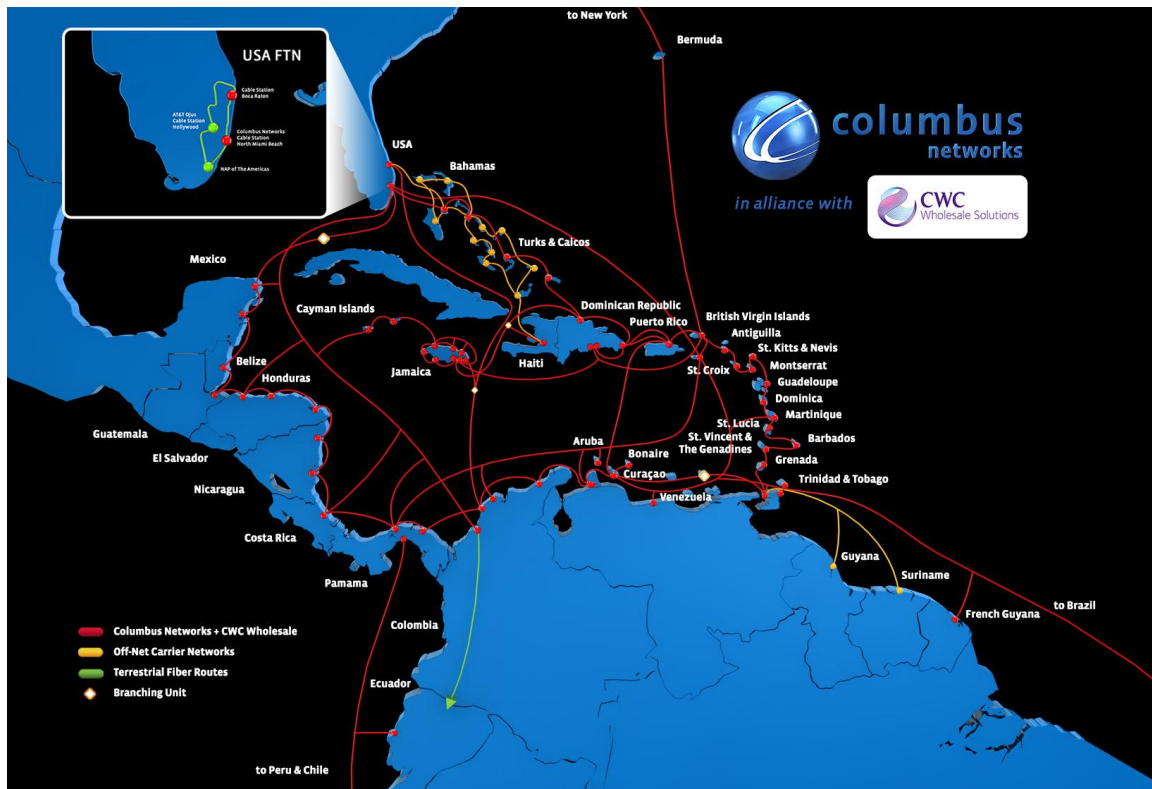 to New York
Bermuda
USA FTN
Cable Station
Boca Raton
AT&T Ojus
Cable Station
Hollywood
Columbus Networks
Cable Station
North Miami Beach
NAP of The Americas
columbus
networks
in alliance with
CWC
Wholesale Solutions
USA
Bahamas
Turks & Caicos
Mexico
Cayman Islands
Dominican Republic
Puerto Rico
British Virgin Islands
Antiguilla
St. Kitts & Nevis
Montserrat
Guadeloupe
Dominica
Martinique
St. Croix
Haiti
Jamaica
Belize
Honduras
St. Lucia
St. Vincent &
The Genadines
Barbados
Grenada
Trinidad & Tobago
Aruba
Bonaire
Curaçao
Venezuela
Guatemala
El Salvador
Nicaragua
Costa Rica
Pamama
Colombia
Ecuador
Guyana
Suriname
French Guyana
to Brazil
Columbus Networks + CWC Wholesale
Off-Net Carrier Networks
Terrestrial Fiber Routes
Branching Unit
to Peru & Chile